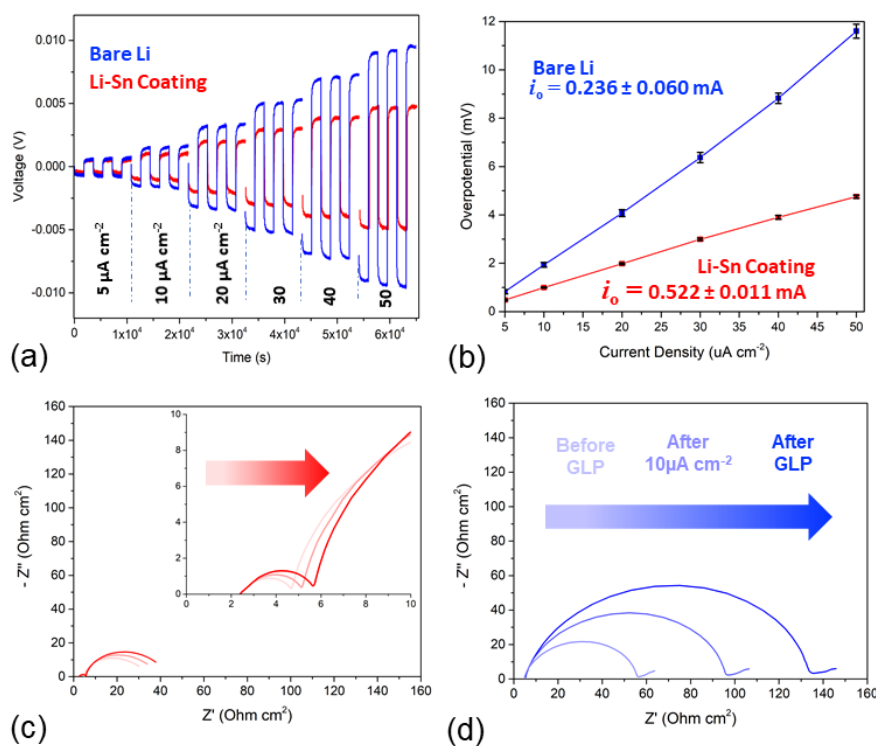 Bare Li
Li-Sn Coating
0.010
0.005
0.000
-0.005
-0.010
Voltage (V)
5 µA cm⁻²
10 µA cm⁻²
20 µA cm⁻²
30
40
50
0 1x10⁴ 2x10⁴ 3x10⁴ 4x10⁴ 5x10⁴ 6x10⁴
Time (s)
(a)
Bare Li
iₒ = 0.236 ± 0.060 mA
Li-Sn Coating
iₒ = 0.522 ± 0.011 mA
12
10
8
6
4
2
0
Overpotential (mV)
5 10 15 20 25 30 35 40 45 50
Current Density (uA cm⁻²)
(b)
160
140
120
100
80
60
40
20
0
- Z" (Ohm cm²)
10
8
6
4
2
0
0 2 4 6 8 10
0 20 40 60 80 100 120 140 160
Z' (Ohm cm²)
(c)
160
140
120
100
80
60
40
20
0
- Z" (Ohm cm²)
Before
GLP
After
10µA cm⁻²
After
GLP
0 20 40 60 80 100 120 140 160
Z' (Ohm cm²)
(d)